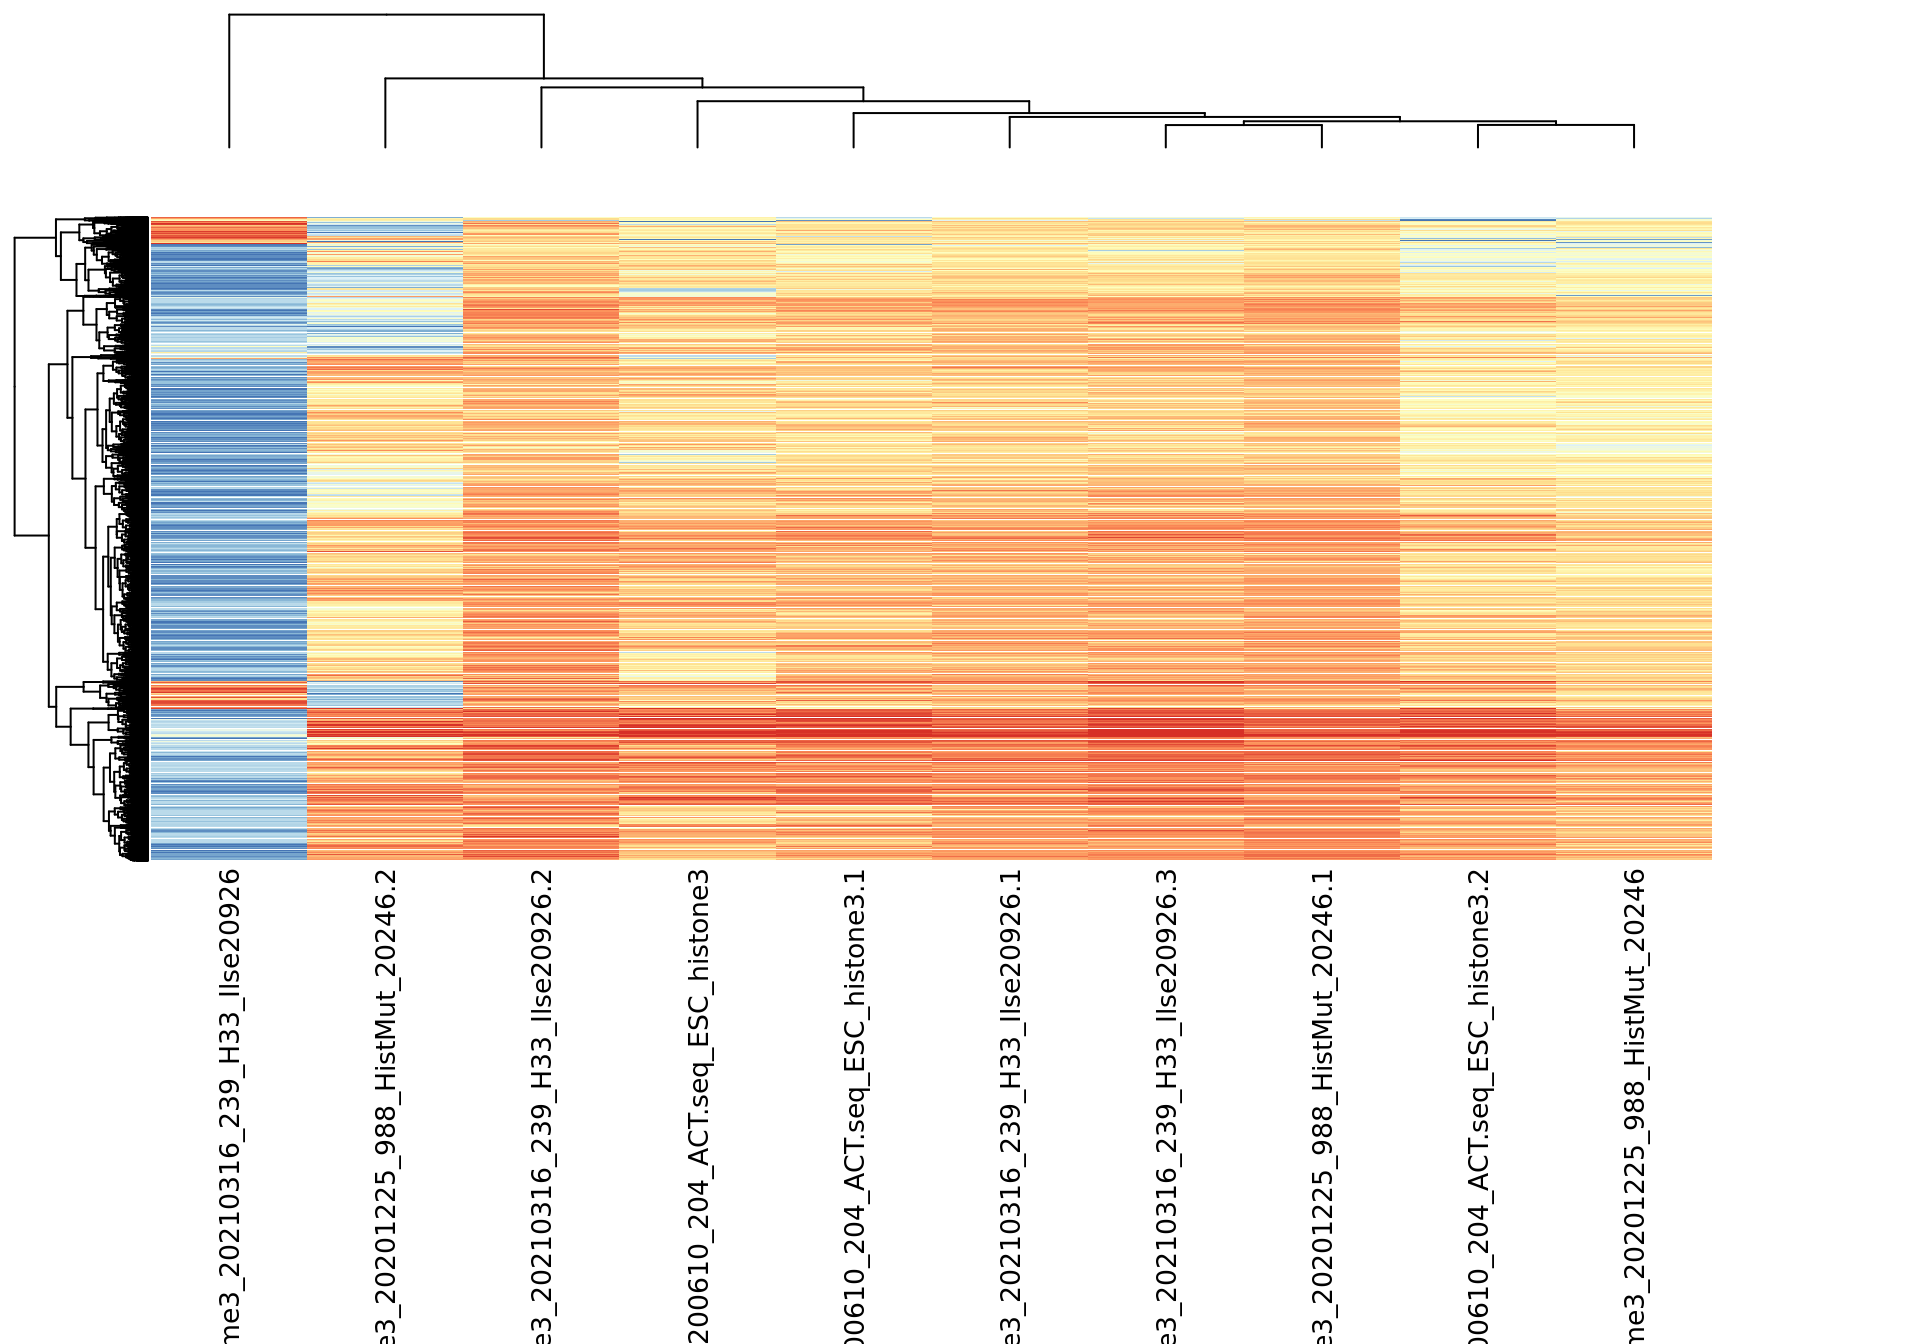 me3_20210316_239_H33_Ilse20926
e3_20201225_988_HistMut_20246.2
e3_20210316_239_H33_Ilse20926.2
200610_204_ACT.seq_ESC_histone3
00610_204_ACT.seq_ESC_histone3.1
e3_20210316_239_H33_Ilse20926.1
e3_20210316_239_H33_Ilse20926.3
e3_20201225_988_HistMut_20246.1
00610_204_ACT.seq_ESC_histone3.2
me3_20201225_988_HistMut_20246